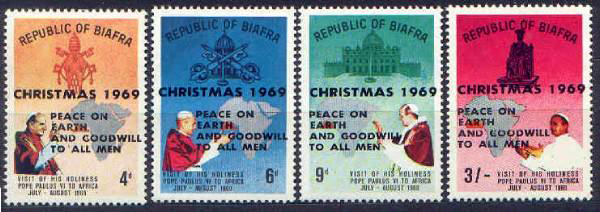 REPUBLIC OF BIAFRA
CHRISTMAS 1969
PEACE ON
EARTH
AND GOODWILL
TO ALL MEN
4d
VISIT OF HIS HOLINESS
POPE PAULUS VI TO AFRICA
JULY - AUGUST 1969
REPUBLIC OF BIAFRA
CHRISTMAS 1969
PEACE ON
EARTH
AND GOODWILL
TO ALL MEN
6d
VISIT OF HIS HOLINESS
POPE PAULUS VI TO AFRICA
JULY - AUGUST 1969
REPUBLIC OF BIAFRA
CHRISTMAS 1969
PEACE ON
EARTH
AND GOODWILL
TO ALL MEN
9d
VISIT OF HIS HOLINESS
POPE PAULUS VI TO AFRICA
JULY - AUGUST 1969
REPUBLIC OF BIAFRA
CHRISTMAS 1969
PEACE ON
EARTH
AND GOODWILL
TO ALL MEN
3/-
VISIT OF HIS HOLINESS
POPE PAULUS VI TO AFRICA
JULY - AUGUST 1969